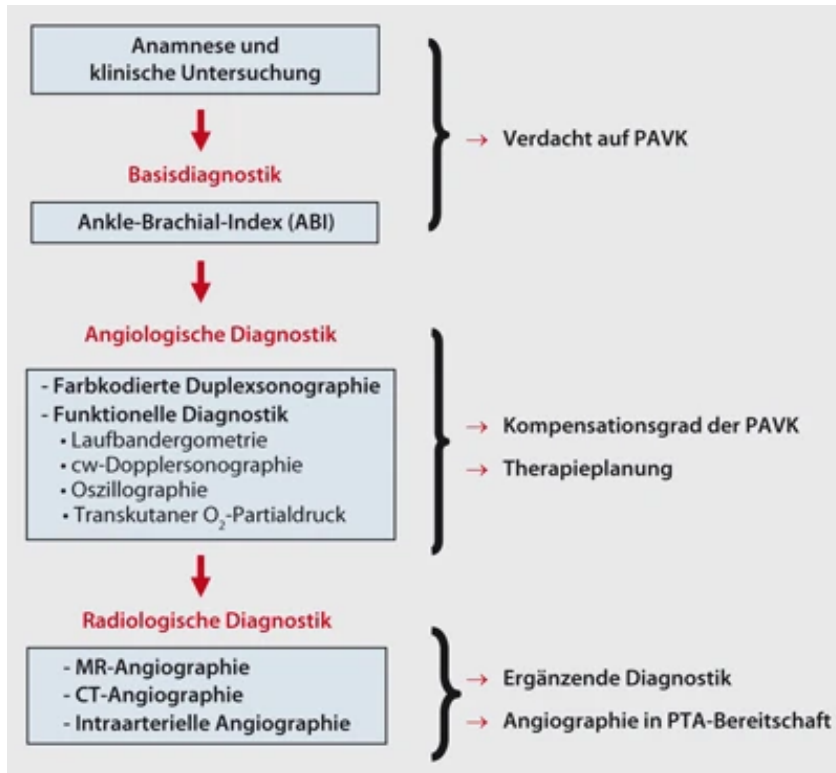 Anamnese und
klinische Untersuchung
→ Verdacht auf PAVK
Basisdiagnostik
Ankle-Brachial-Index (ABI)
Angiologische Diagnostik
- Farbkodierte Duplexsonographie
- Funktionelle Diagnostik
• Laufbandergometrie
• cw-Dopplersonographie
• Oszillographie
• Transkutaner O₂-Partialdruck
→ Kompensationsgrad der PAVK
→ Therapieplanung
Radiologische Diagnostik
- MR-Angiographie
- CT-Angiographie
- Intraarterielle Angiographie
→ Ergänzende Diagnostik
→ Angiographie in PTA-Bereitschaft